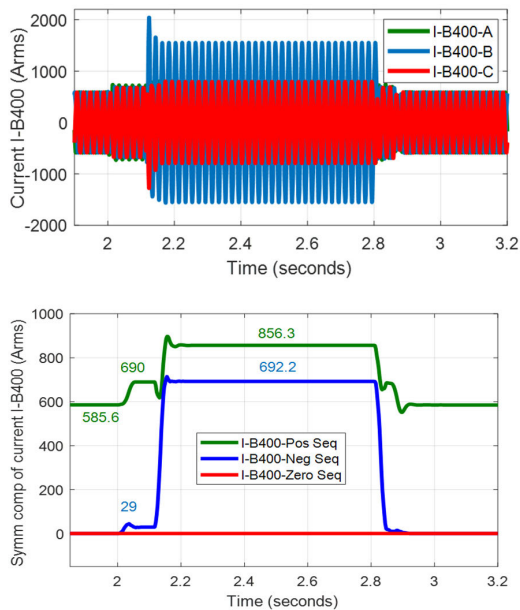 2000
1000
0
-1000
-2000
Current I-B400 (Arms)
I-B400-A
I-B400-B
I-B400-C
2 2.2 2.4 2.6 2.8 3 3.2
Time (seconds)
1000
800
600
400
200
0
Symm comp of current I-B400 (Arms)
856.3
690
692.2
585.6
I-B400-Pos Seq
I-B400-Neg Seq
I-B400-Zero Seq
29
2 2.2 2.4 2.6 2.8 3 3.2
Time (seconds)